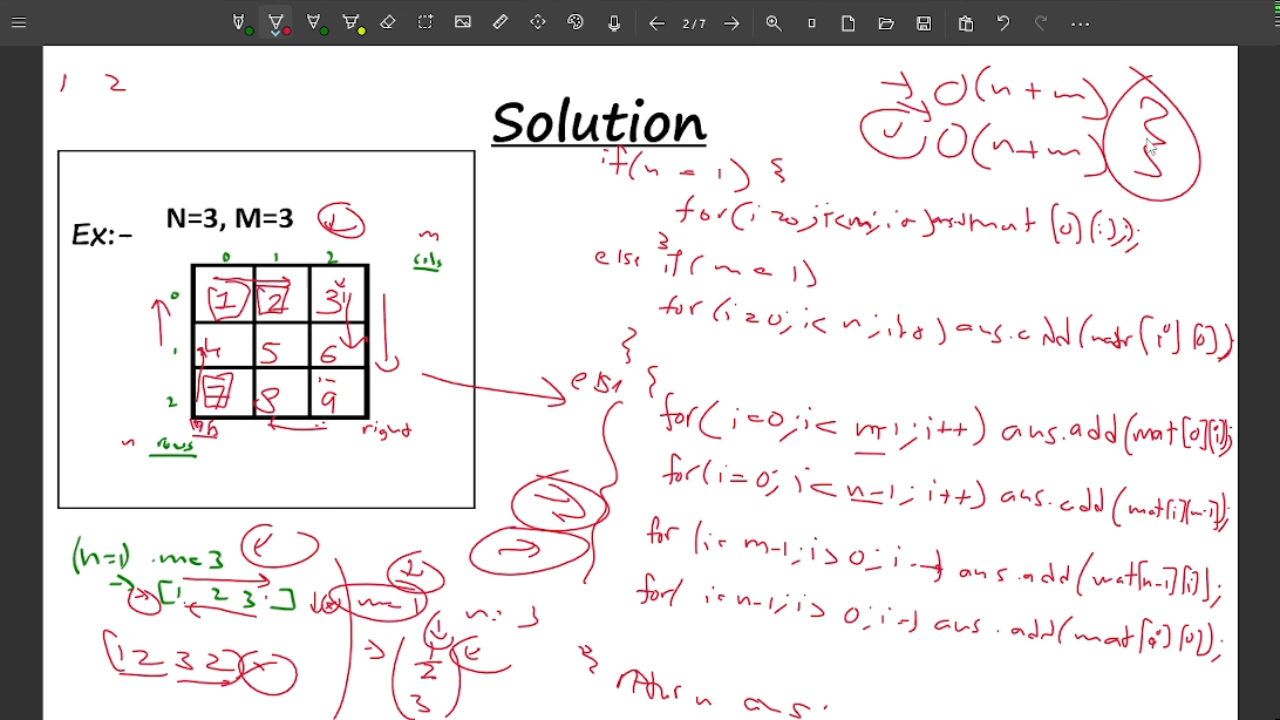 2/7
1 2
Solution
→ O(n + m)
O(n+m)
Ex:-
N=3, M=3
m
cols
0 1 2
0 1 2 3
1 4 5 6
2 7 8 9
right
n rows
if(n == 1) {
for(i=0;i<m;i++)ans.add(mat[0][i]);
}
else if(m == 1)
for(i=0;i<n;i++) ans.add(mat[i][0])
}
else {
for(i=0;i<m-1;i++) ans.add(mat[0][i];
for(i=0;i<n-1;i++) ans.add(mat[i][m-1];
for(i=m-1;i>0;i--) ans.add(mat[n-1][i];
for(i=n-1;i>0;i--) ans.add(mat[i][0]);
}
return ans;
(n=1) m=3
→ [1 2 3]
[1 2 3 2]
m=1 n=3
→ 1
2
3